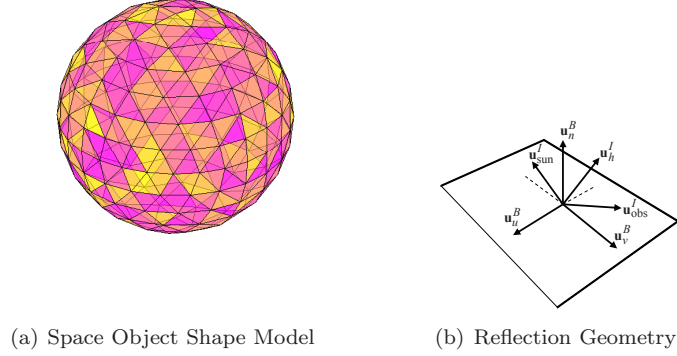 u_n^B
u_sun^I
u_h^I
u_obs^I
u_u^B
u_v^B
(a) Space Object Shape Model
(b) Reflection Geometry